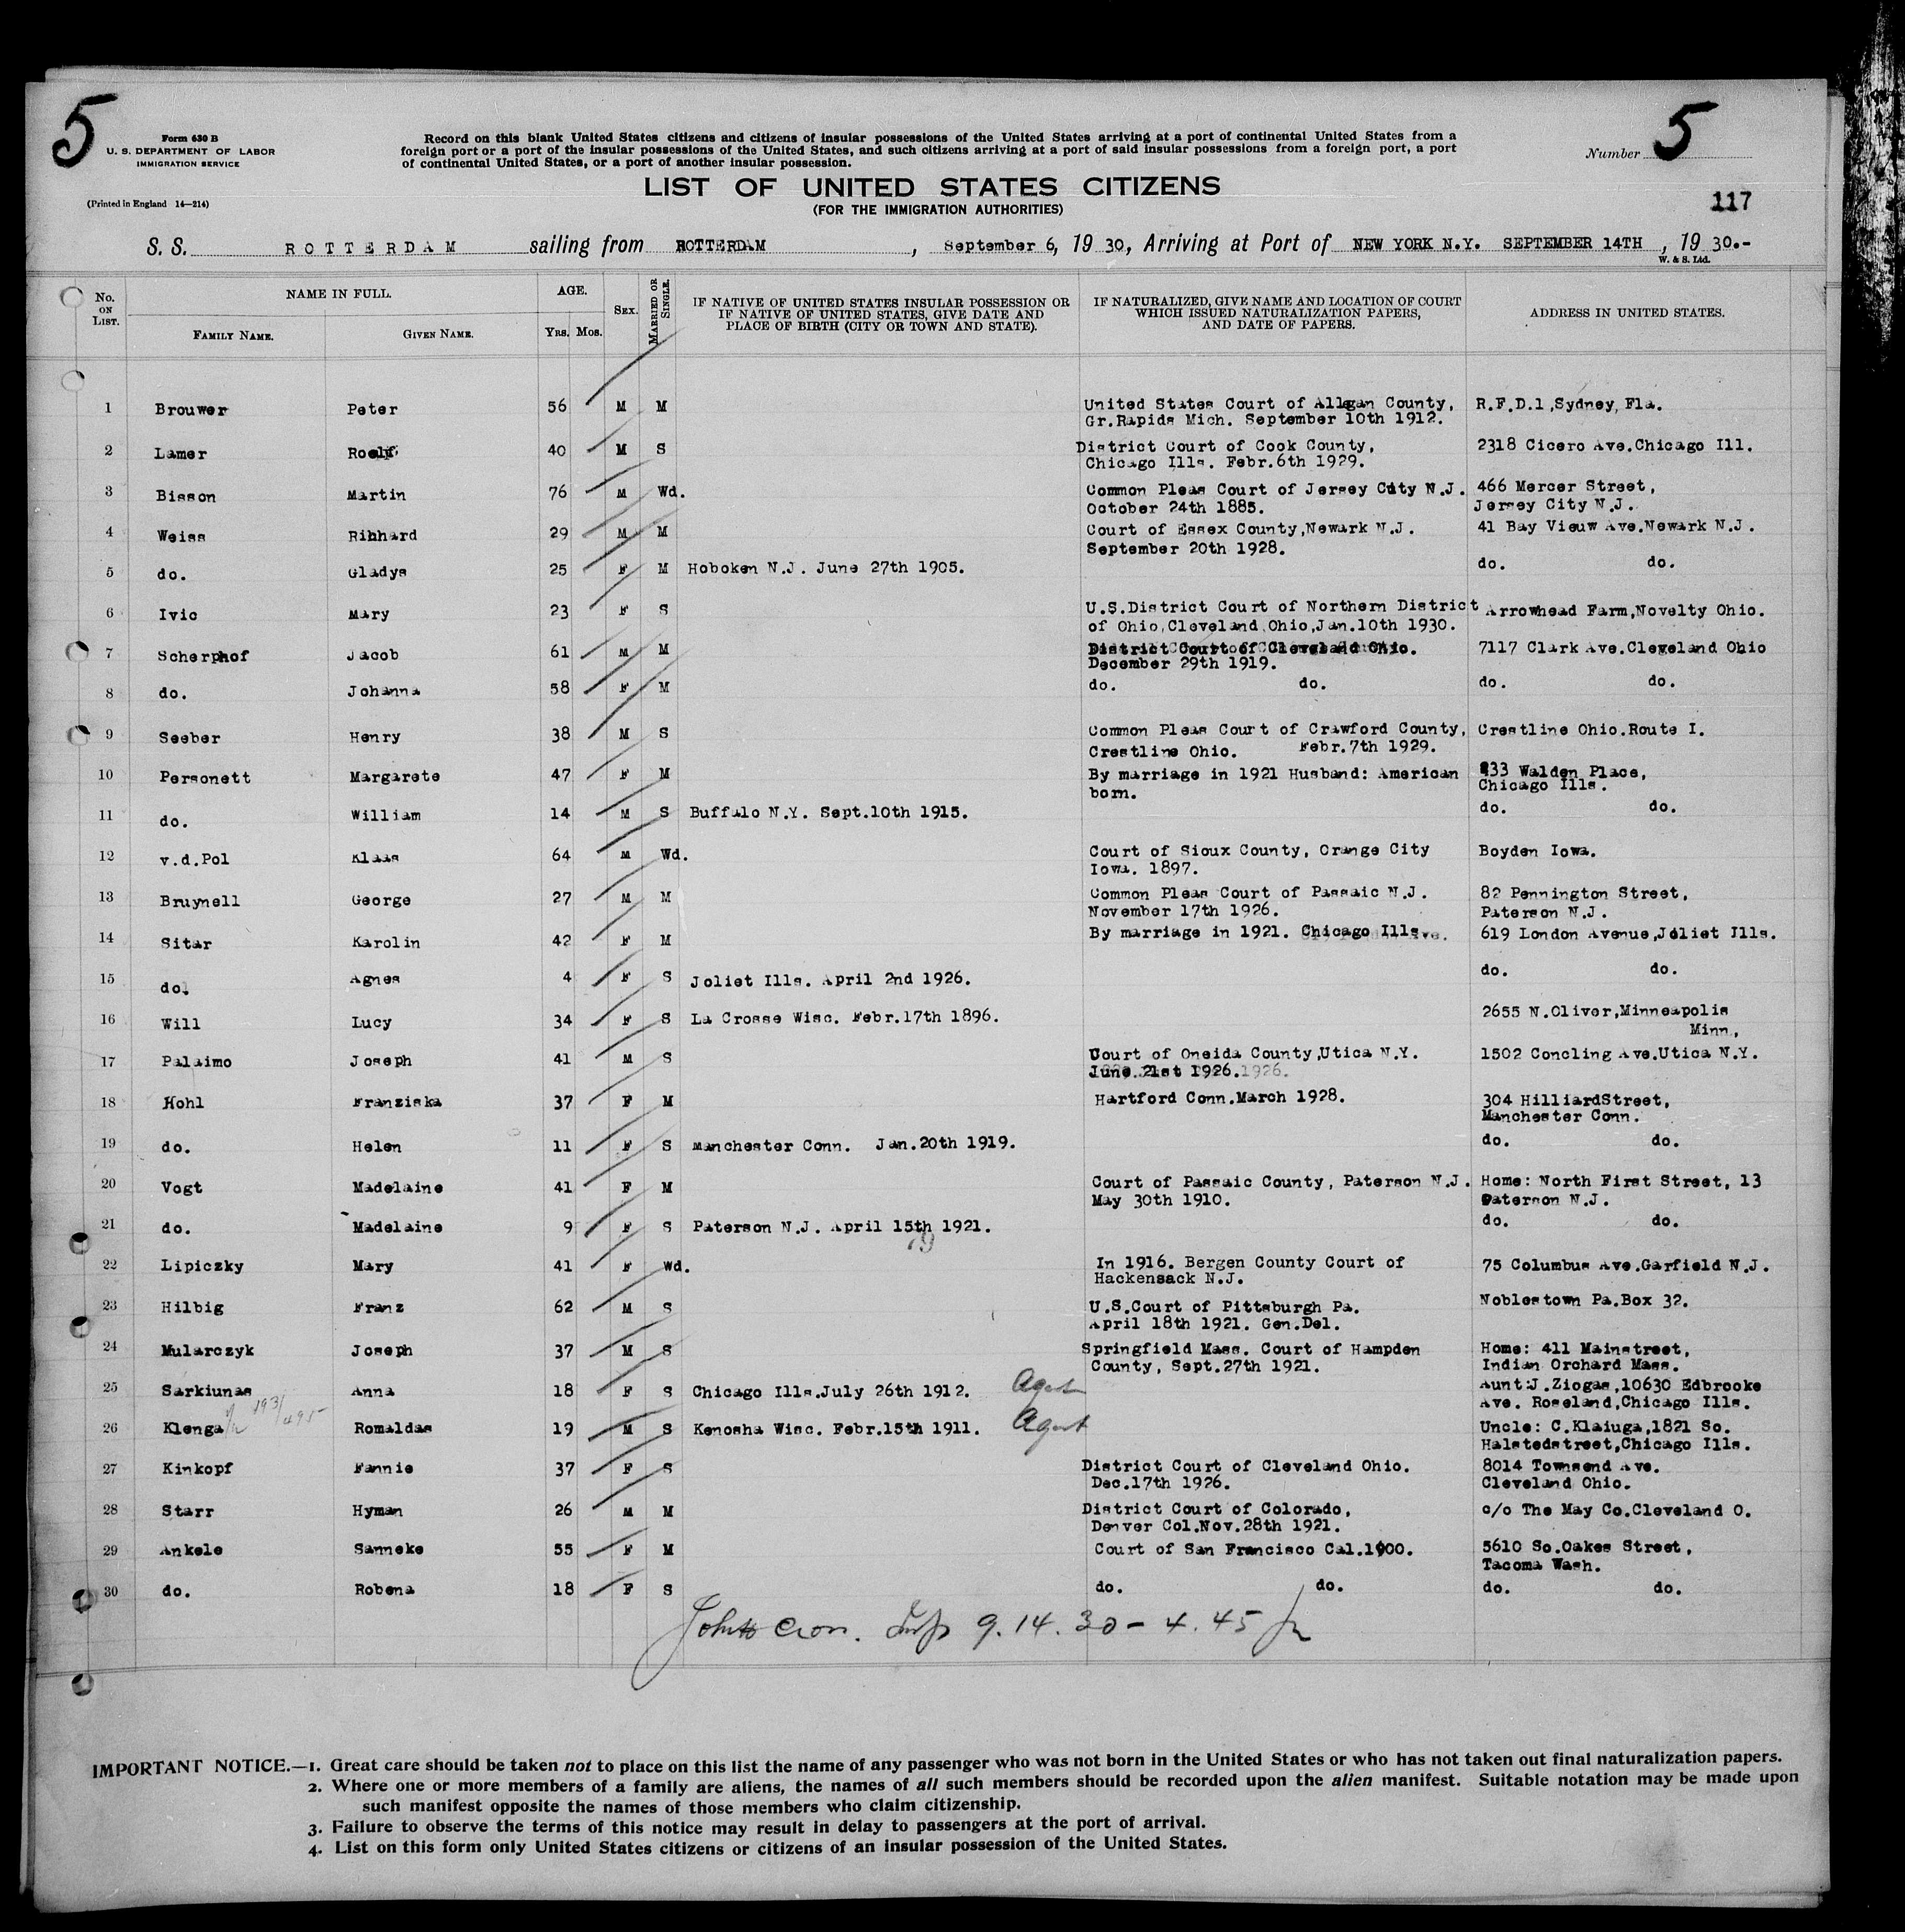 5
Form 630 B
U. S. DEPARTMENT OF LABOR
IMMIGRATION SERVICE
(Printed in England 14—214)
Record on this blank United States citizens and citizens of insular possessions of the United States arriving at a port of continental United States from a
foreign port or a port of the insular possessions of the United States, and such citizens arriving at a port of said insular possessions from a foreign port, a port
of continental United States, or a port of another insular possession.
Number 5
LIST OF UNITED STATES CITIZENS
(FOR THE IMMIGRATION AUTHORITIES)
117
S. S. ROTTERDAM sailing from ROTTERDAM , September 6, 19 30, Arriving at Port of NEW YORK N.Y. SEPTEMBER 14TH , 19 30.-
W. & S. Ltd.
No. ON LIST.
NAME IN FULL.
FAMILY NAME.
GIVEN NAME.
AGE.
YRS. MOS.
SEX.
MARRIED OR SINGLE.
IF NATIVE OF UNITED STATES INSULAR POSSESSION OR
IF NATIVE OF UNITED STATES, GIVE DATE AND
PLACE OF BIRTH (CITY OR TOWN AND STATE).
IF NATURALIZED, GIVE NAME AND LOCATION OF COURT
WHICH ISSUED NATURALIZATION PAPERS,
AND DATE OF PAPERS.
ADDRESS IN UNITED STATES.
1 Brouwer Peter 56 M M United States Court of Allegan County, R.F.D.1,Sydney, Fla.
Gr.Rapids Mich. September 10th 1912.
2 Lamer Roelf 40 M S District Court of Cook County, 2318 Cicero Ave.Chicago Ill.
Chicago Ills. Febr.6th 1929.
3 Bisson Martin 76 M Wd. Common Pleas Court of Jersey City N.J. 466 Mercer Street,
October 24th 1885. Jersey City N.J.
4 Weiss Rihhard 29 M M Court of Essex County,Newark N.J. 41 Bay Vieuw Ave.Newark N.J.
September 20th 1928.
5 do. Gladys 25 F M Hoboken N.J. June 27th 1905. do. do.
6 Ivic Mary 23 F S U.S.District Court of Northern District Arrowhead Farm,Novelty Ohio.
of Ohio,Cleveland Ohio,Jan.10th 1930.
7 Scherphof Jacob 61 M M District Court of Cleveland Ohio. 7117 Clark Ave.Cleveland Ohio
December 29th 1919.
8 do. Johanna 58 F M do. do. do. do.
9 Seeber Henry 38 M S Common Pleas Court of Crawford County, Crestline Ohio.Route I.
Crestline Ohio. Febr.7th 1929.
10 Personett Margarete 47 F M By marriage in 1921 Husband: American 333 Walden Place,
born. Chicago Ills.
11 do. William 14 M S Buffalo N.Y. Sept.10th 1915. do. do.
12 v.d.Pol Klaas 64 M Wd. Court of Sioux County, Orange City Boyden Iowa.
Iowa. 1897.
13 Bruynell George 27 M M Common Pleas Court of Passaic N.J. 82 Pennington Street,
November 17th 1926. Paterson N.J.
14 Sitar Karolin 42 F M By marriage in 1921. Chicago Ills. 619 London Avenue,Joliet Ills.
15 do. Agnes 4 F S Joliet Ills. April 2nd 1926. do. do.
16 Will Lucy 34 F S La Crosse Wisc. Febr.17th 1896. 2655 N.Oliver,Minneapolis
Minn,
17 Palaimo Joseph 41 M S Court of Oneida County,Utica N.Y. 1502 Concling Ave.Utica N.Y.
June 21st 1926.
18 Hohl Franziska 37 F M Hartford Conn.March 1928. 304 HilliardStreet,
Manchester Conn.
19 do. Helen 11 F S Manchester Conn. Jan.20th 1919. do. do.
20 Vogt Madelaine 41 F M Court of Passaic County, Paterson N.J. Home: North First Street, 13
May 30th 1910. Paterson N.J.
21 do. Madelaine 9 F S Paterson N.J. April 15th 1921. do. do.
19
22 Lipiczky Mary 41 F Wd. In 1916. Bergen County Court of 75 Columbus Ave.Garfield N.J.
Hackensack N.J.
23 Hilbig Franz 62 M S U.S.Court of Pittsburgh Pa. Noblestown Pa.Box 32.
April 18th 1921. Gen.Del.
24 Mularczyk Joseph 37 M S Springfield Mass. Court of Hampden Home: 411 Mainstreet,
County, Sept.27th 1921. Indian Orchard Mass.
25 Sarkiunas Anna 18 F S Chicago Ills.July 26th 1912. Agent Aunt:J.Ziogas,10630 Edbrooke
Ave. Roseland,Chicago Ills.
26 Klenga Romaldas 19 M S Kenosha Wisc. Febr.15th 1911. Agent Uncle: C.Klaiuga,1821 So.
Halstedstreet,Chicago Ills.
27 Kinkopf Fannie 37 F S District Court of Cleveland Ohio. 8014 Townsend Ave.
Dec.17th 1926. Cleveland Ohio.
28 Starr Hyman 26 M M District Court of Colorado, c/o The May Co.Cleveland O.
Denver Col.Nov.28th 1921.
29 Ankele Sanneke 55 F M Court of San Francisco Cal.1900. 5610 So.Oakes Street,
Tacoma Wash.
30 do. Robena 18 F S do. do. do. do.
9.14.30 - 4.45
IMPORTANT NOTICE.—1. Great care should be taken not to place on this list the name of any passenger who was not born in the United States or who has not taken out final naturalization papers.
2. Where one or more members of a family are aliens, the names of all such members should be recorded upon the alien manifest. Suitable notation may be made upon
such manifest opposite the names of those members who claim citizenship.
3. Failure to observe the terms of this notice may result in delay to passengers at the port of arrival.
4. List on this form only United States citizens or citizens of an insular possession of the United States.